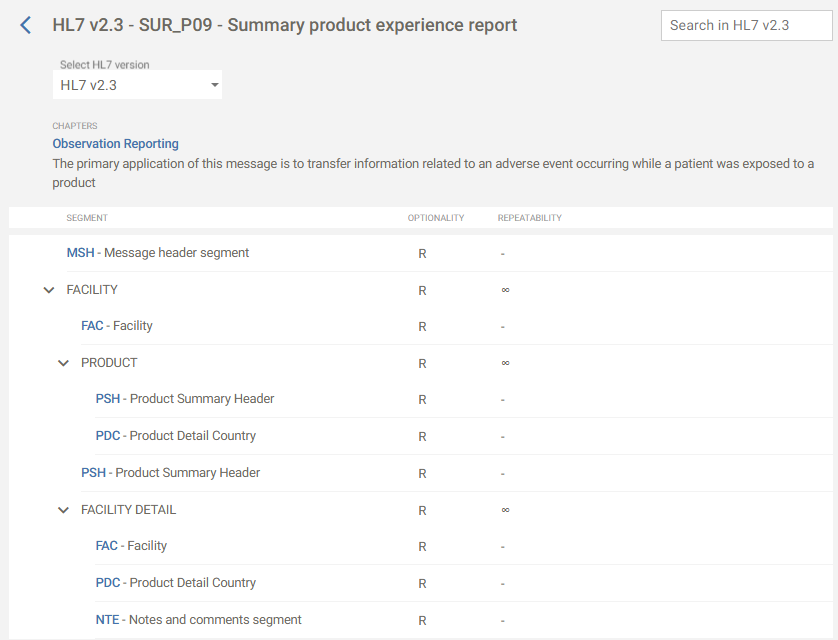 HL7 v2.3 - SUR_P09 - Summary product experience report
Search in HL7 v2.3
Select HL7 version
HL7 v2.3
CHAPTERS
Observation Reporting
The primary application of this message is to transfer information related to an adverse event occurring while a patient was exposed to a
product
SEGMENT OPTIONALITY REPEATABILITY
MSH - Message header segment R -
FACILITY R ∞
FAC - Facility R -
PRODUCT R ∞
PSH - Product Summary Header R -
PDC - Product Detail Country R -
PSH - Product Summary Header R -
FACILITY DETAIL R ∞
FAC - Facility R -
PDC - Product Detail Country R -
NTE - Notes and comments segment R -